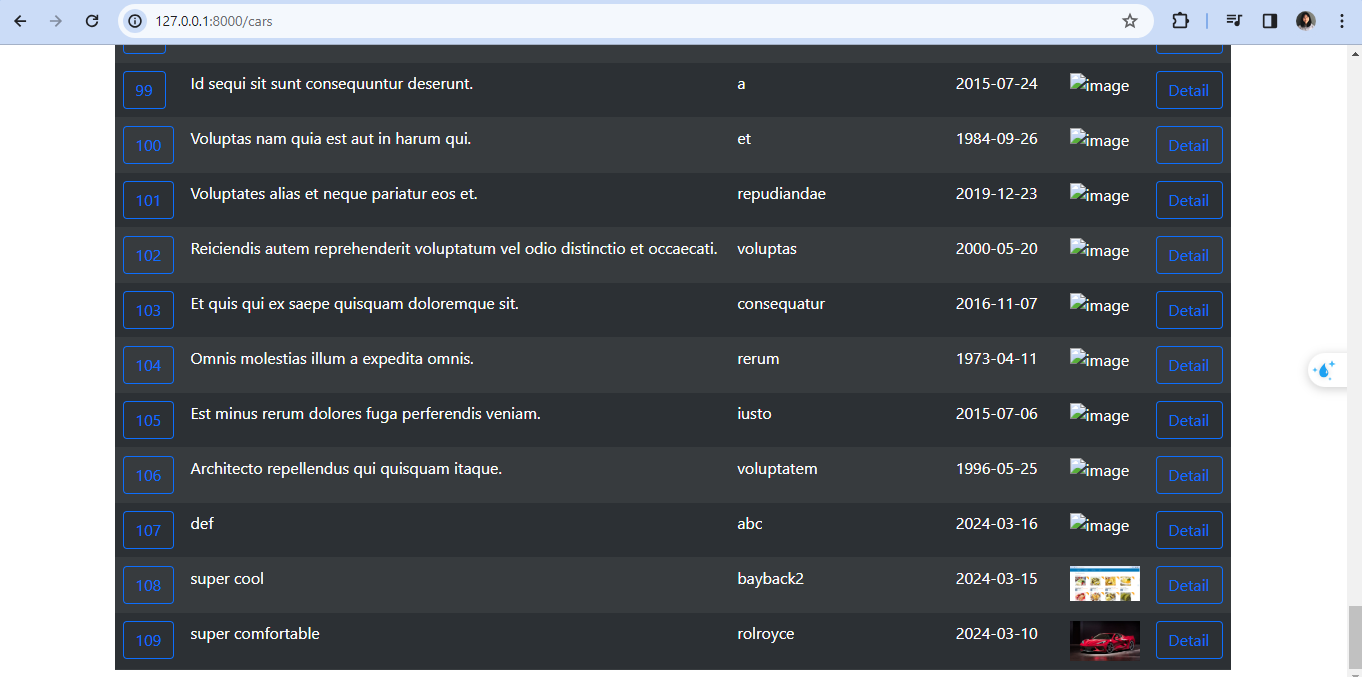 127.0.0.1:8000/cars
99 Id sequi sit sunt consequuntur deserunt. a 2015-07-24 image Detail
100 Voluptas nam quia est aut in harum qui. et 1984-09-26 image Detail
101 Voluptates alias et neque pariatur eos et. repudiandae 2019-12-23 image Detail
102 Reiciendis autem reprehenderit voluptatum vel odio distinctio et occaecati. voluptas 2000-05-20 image Detail
103 Et quis qui ex saepe quisquam doloremque sit. consequatur 2016-11-07 image Detail
104 Omnis molestias illum a expedita omnis. rerum 1973-04-11 image Detail
105 Est minus rerum dolores fuga perferendis veniam. iusto 2015-07-06 image Detail
106 Architecto repellendus qui quisquam itaque. voluptatem 1996-05-25 image Detail
107 def abc 2024-03-16 image Detail
108 super cool bayback2 2024-03-15 Detail
109 super comfortable rolroyce 2024-03-10 Detail